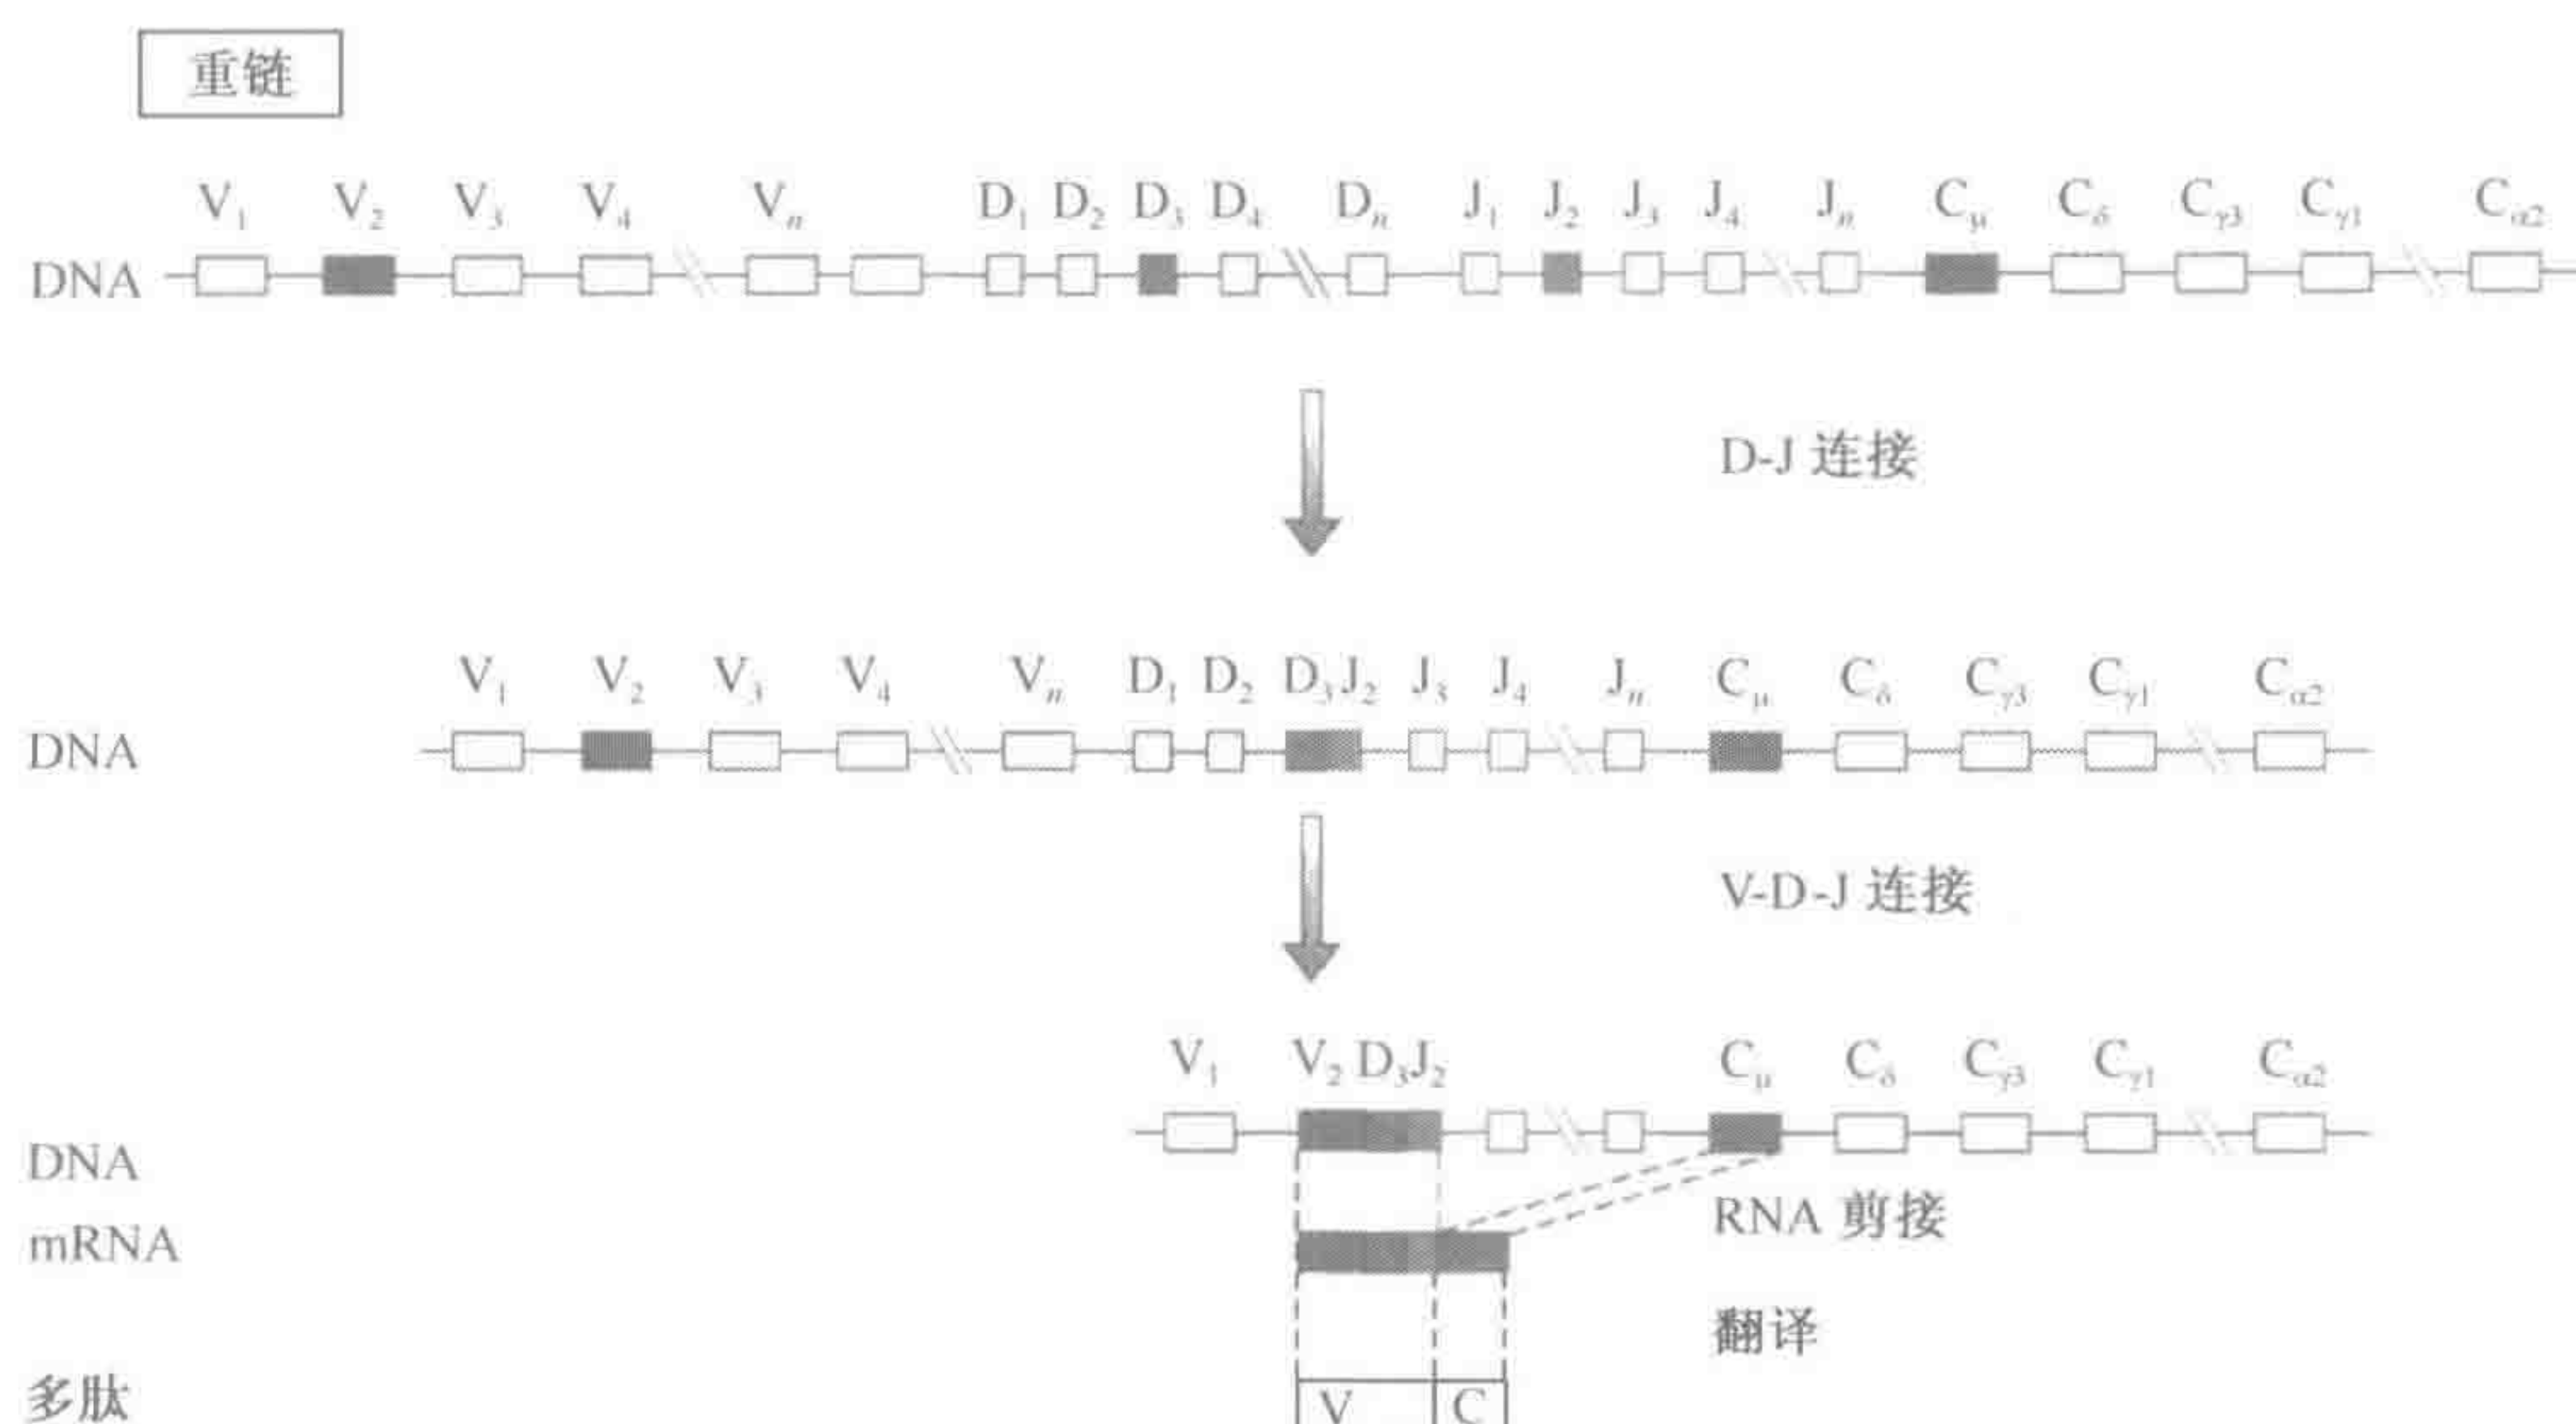 重链
V₁ V₂ V₃ V₄ Vₙ D₁ D₂ D₃ D₄ Dₙ J₁ J₂ J₃ J₄ Jₙ Cμ Cδ Cγ3 Cγ1 Cα2
DNA
D-J 连接
V₁ V₂ V₃ V₄ Vₙ D₁ D₂ D₃J₂ J₃ J₄ Jₙ Cμ Cδ Cγ3 Cγ1 Cα2
DNA
V-D-J 连接
V₁ V₂ D₃J₂ Cμ Cδ Cγ3 Cγ1 Cα2
DNA
RNA 剪接
mRNA
翻译
多肽 V C